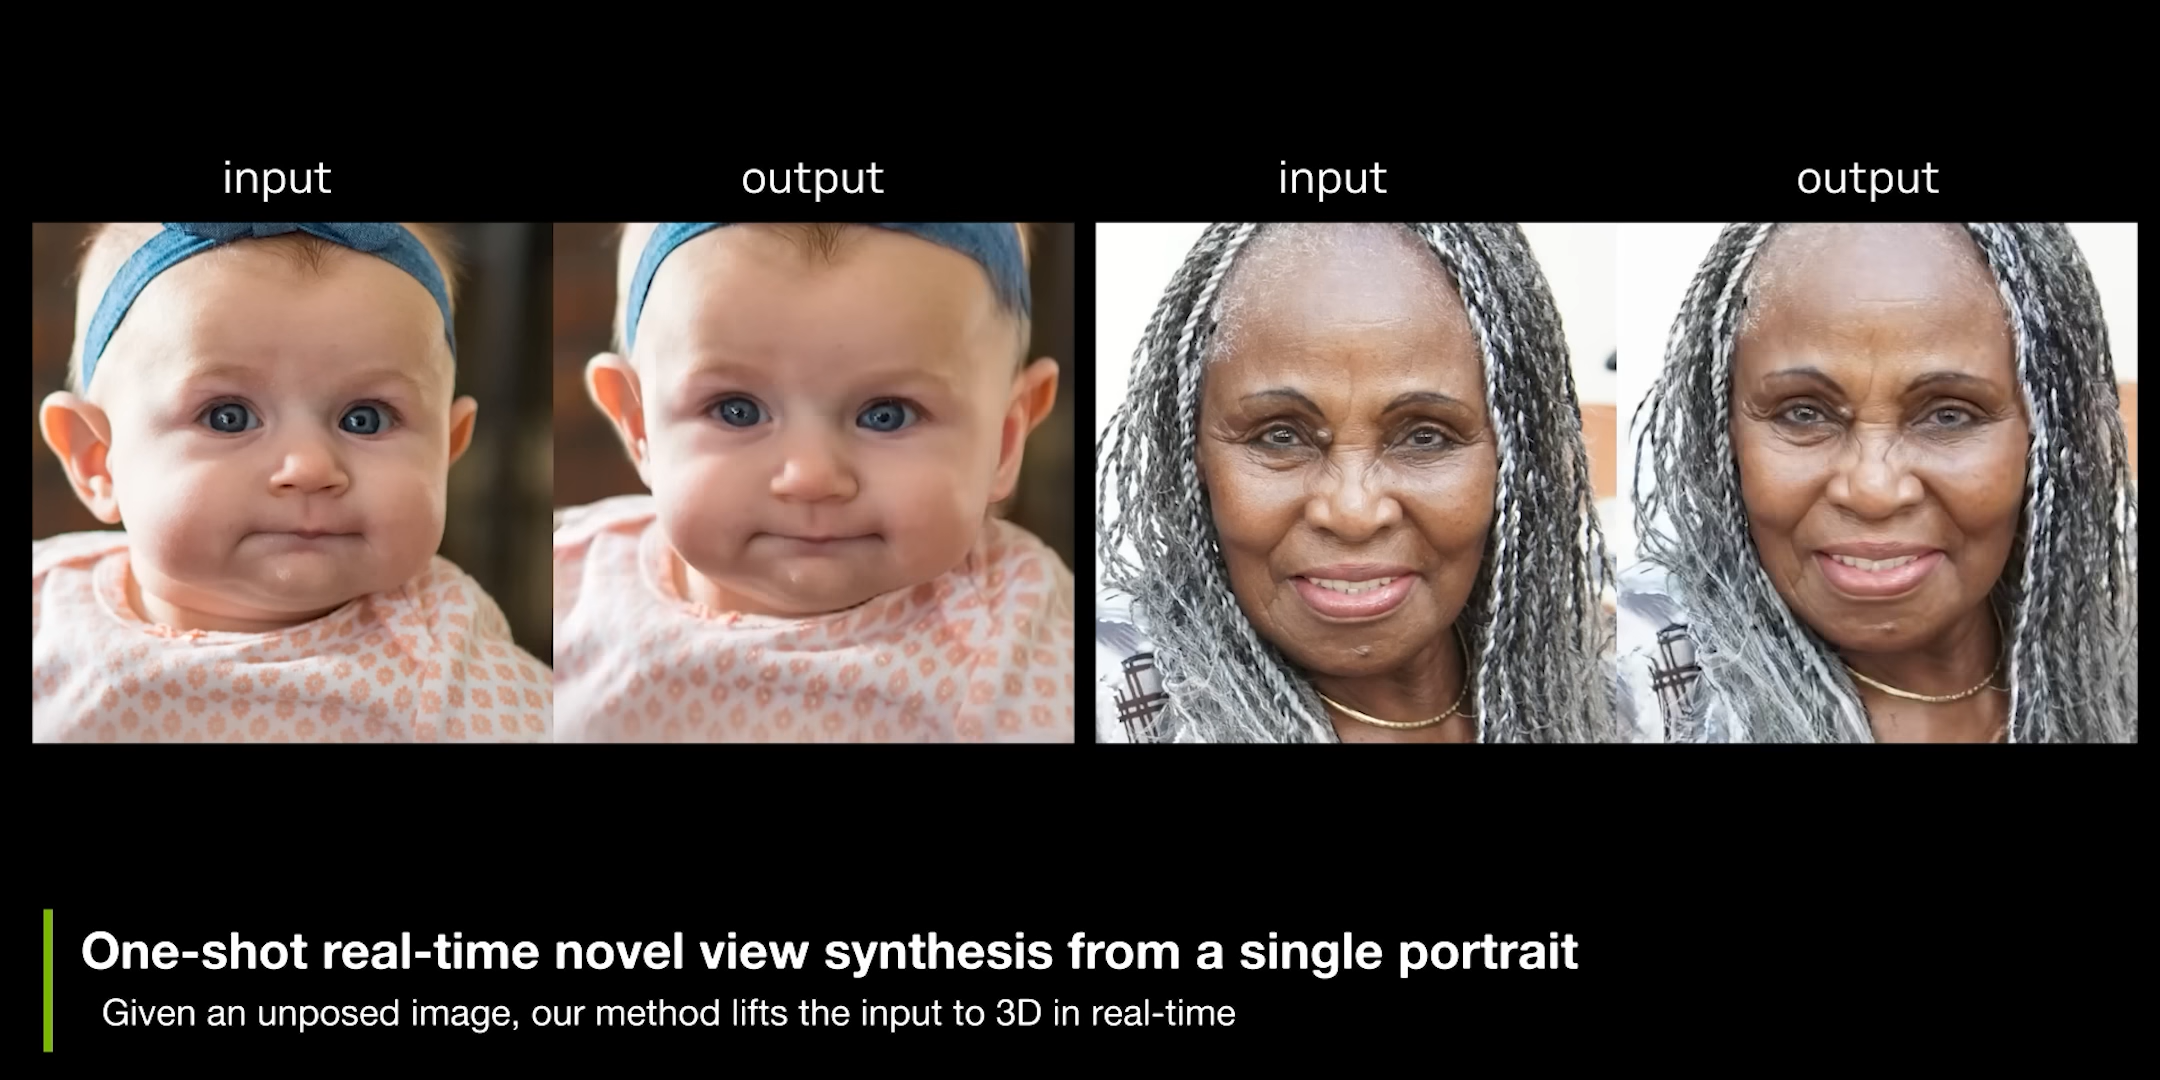 input
output
input
output
One-shot real-time novel view synthesis from a single portrait
Given an unposed image, our method lifts the input to 3D in real-time